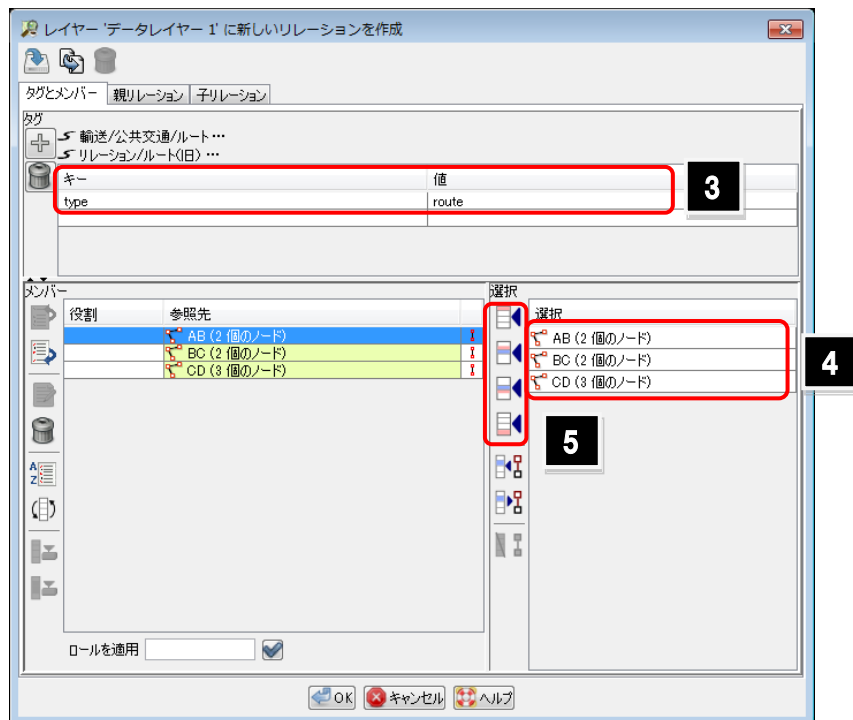 レイヤー 'データレイヤー 1' に新しいリレーションを作成
タグとメンバー 親リレーション 子リレーション
タグ
輸送/公共交通/ルート…
リレーション/ルート(旧) …
キー 値
type route
3
メンバー
役割 参照先
AB (2 個のノード)
BC (2 個のノード)
CD (3 個のノード)
選択
選択
AB (2 個のノード)
BC (2 個のノード)
CD (3 個のノード)
4
5
A
Z
ロールを適用
OK キャンセル ヘルプ